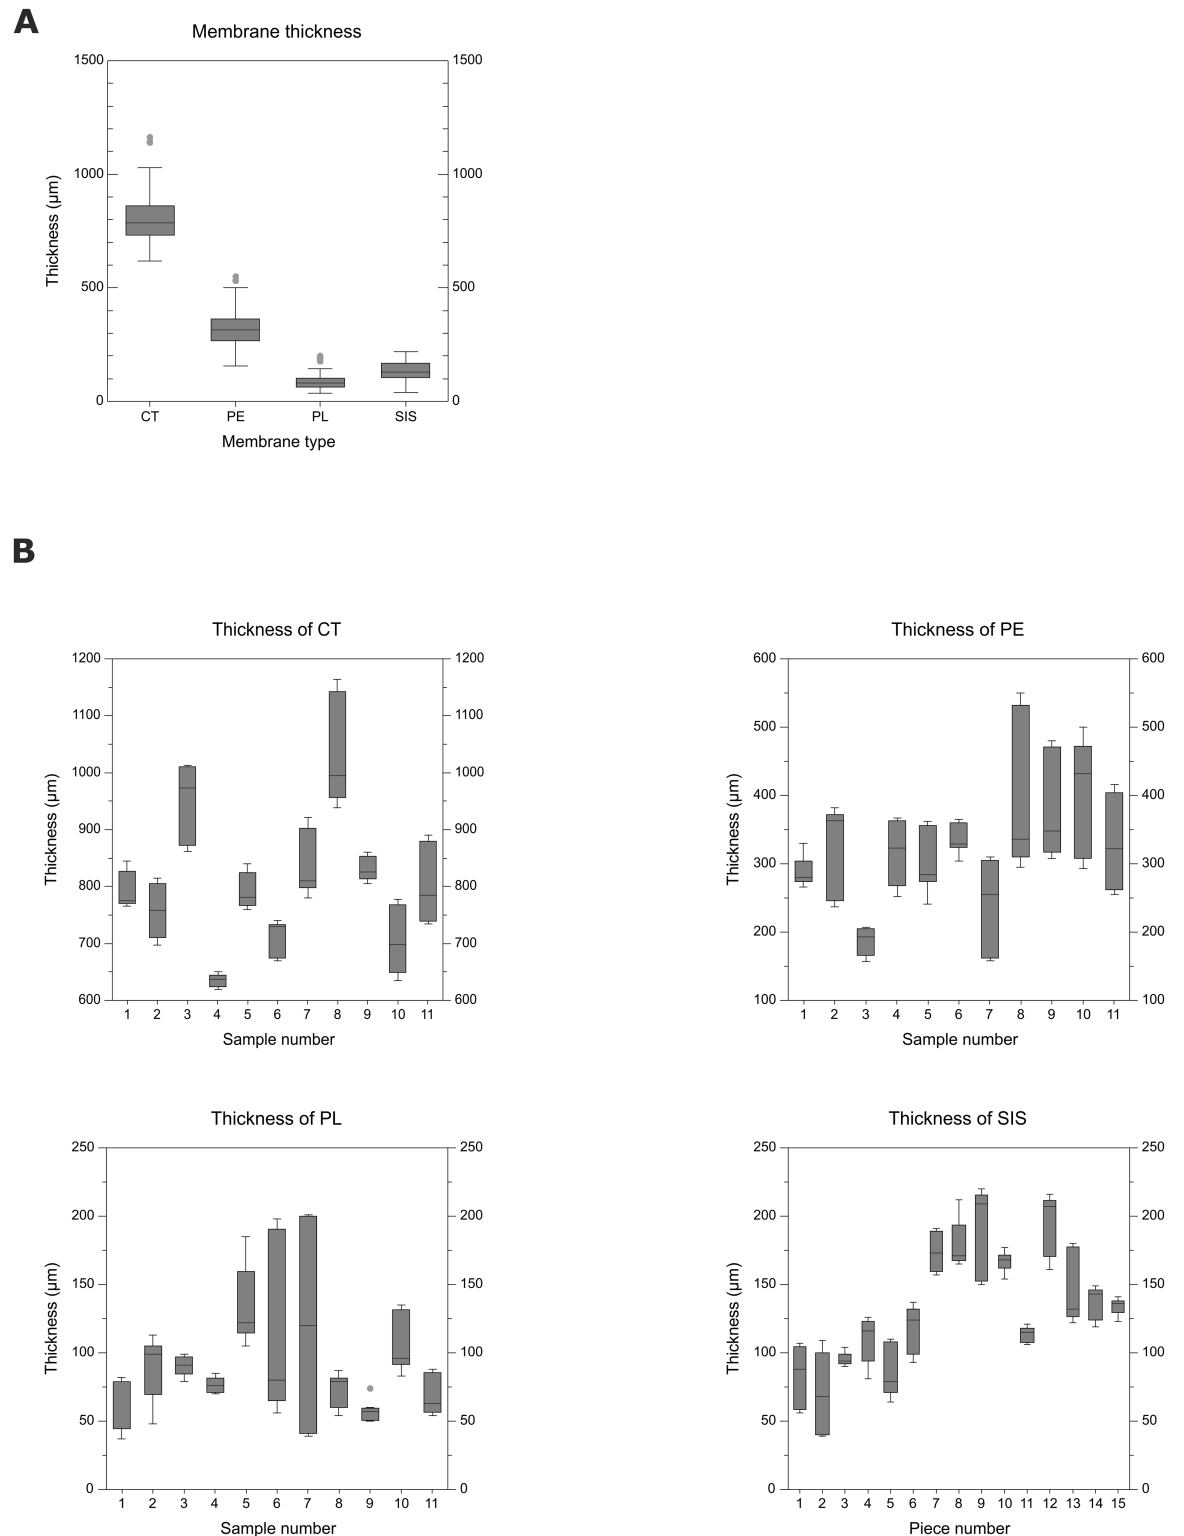 A
Membrane thickness
1500 1500
1000 1000
500 500
0 0
Thickness (µm)
CT PE PL SIS
Membrane type
B
Thickness of CT
1200 1200
1100 1100
1000 1000
900 900
800 800
700 700
600 600
Thickness (µm)
1 2 3 4 5 6 7 8 9 10 11
Sample number
Thickness of PE
600 600
500 500
400 400
300 300
200 200
100 100
Thickness (µm)
1 2 3 4 5 6 7 8 9 10 11
Sample number
Thickness of PL
250 250
200 200
150 150
100 100
50 50
0 0
Thickness (µm)
1 2 3 4 5 6 7 8 9 10 11
Sample number
Thickness of SIS
250 250
200 200
150 150
100 100
50 50
0 0
Thickness (µm)
1 2 3 4 5 6 7 8 9 10 11 12 13 14 15
Piece number